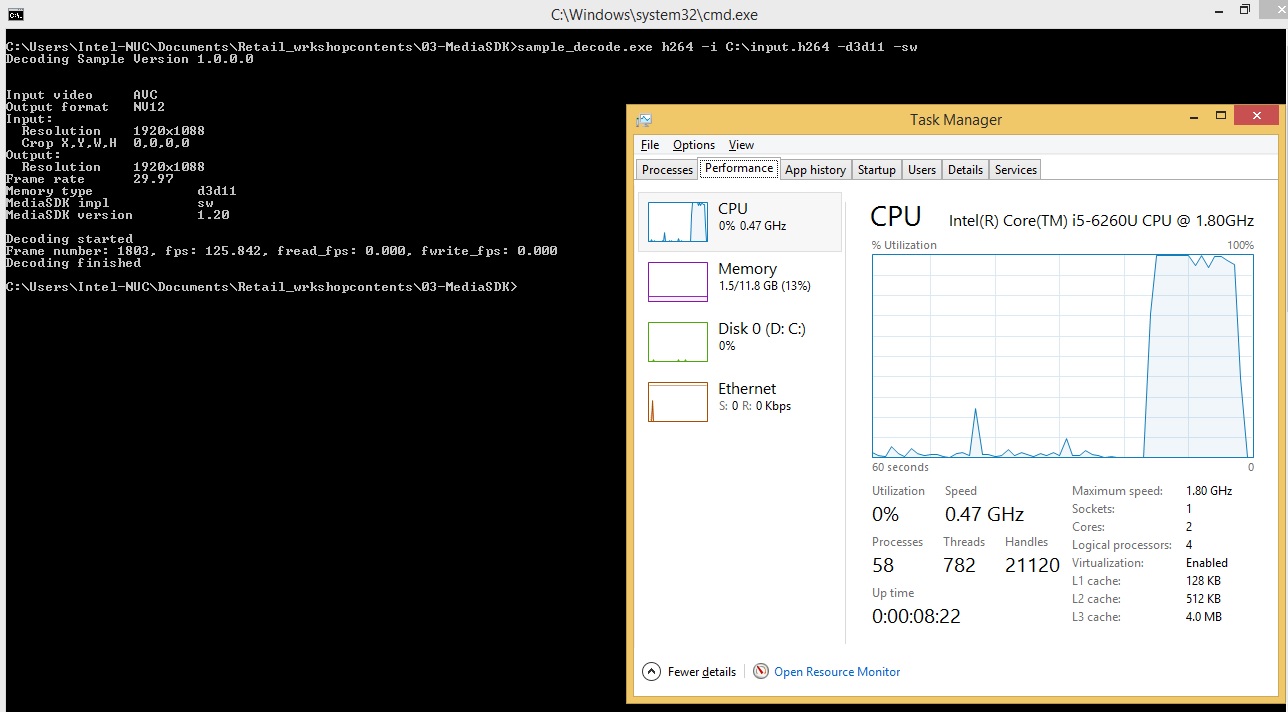 C:\Windows\system32\cmd.exe
C:\Users\Intel-NUC\Documents\Retail_wrkshopcontents\03-MediaSDK>sample_decode.exe h264 -i C:\input.h264 -d3d11 -sw
Decoding Sample Version 1.0.0.0
Input video AVC
Output format NV12
Input:
Resolution 1920x1088
Crop X,Y,W,H 0,0,0,0
Output:
Resolution 1920x1088
Frame rate 29.97
Memory type d3d11
MediaSDK impl sw
MediaSDK version 1.20
Decoding started
Frame number: 1803, fps: 125.842, fread_fps: 0.000, fwrite_fps: 0.000
Decoding finished
C:\Users\Intel-NUC\Documents\Retail_wrkshopcontents\03-MediaSDK>
Task Manager
File Options View
Processes Performance App history Startup Users Details Services
CPU
0% 0.47 GHz
Memory
1.5/11.8 GB (13%)
Disk 0 (D: C:)
0%
Ethernet
S: 0 R: 0 Kbps
CPU Intel(R) Core(TM) i5-6260U CPU @ 1.80GHz
% Utilization 100%
60 seconds 0
Utilization Speed
0% 0.47 GHz
Processes Threads Handles
58 782 21120
Up time
0:00:08:22
Maximum speed: 1.80 GHz
Sockets: 1
Cores: 2
Logical processors: 4
Virtualization: Enabled
L1 cache: 128 KB
L2 cache: 512 KB
L3 cache: 4.0 MB
Fewer details Open Resource Monitor